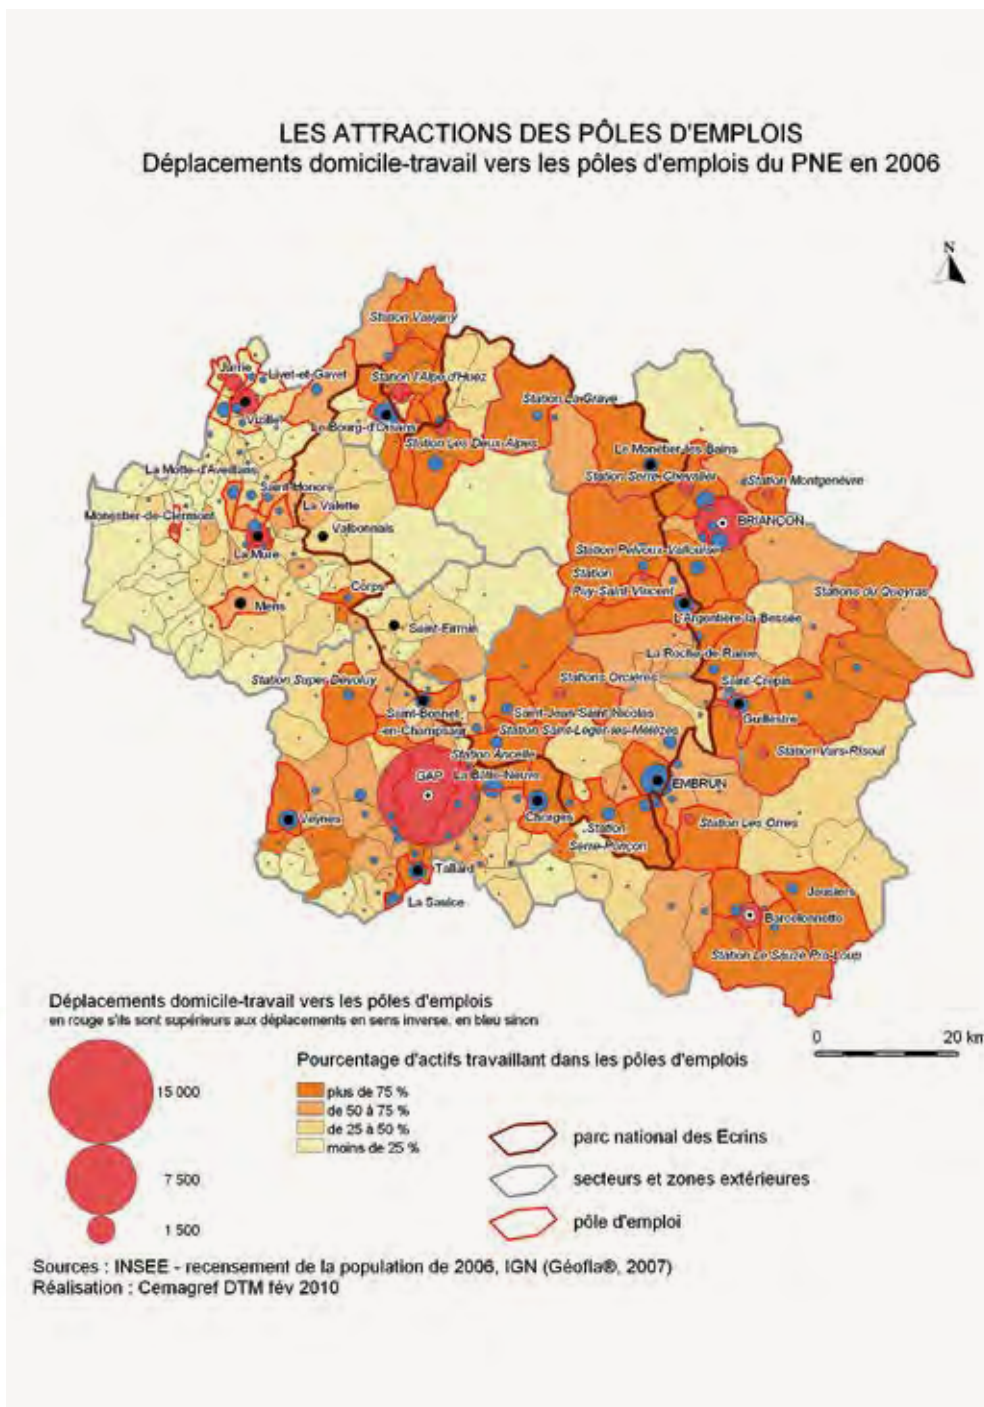 LES ATTRACTIONS DES PÔLES D'EMPLOIS
Déplacements domicile-travail vers les pôles d'emplois du PNE en 2006
N
Station Vaujany
Jarrie
Livet-et-Gavet
Station l'Alpe d'Huez
Vizille
Station La Grave
Le Bourg-d'Oisans
Station Les Deux Alpes
Le Monêtier-les-Bains
La Motte-d'Aveillans
Station Serre-Chevalier
Station Montgenèvre
Saint-Honoré
La Valette
Monestier-de-Clermont
BRIANÇON
Valbonnais
La Mure
Station Pelvoux-Vallouise
Station
Puy-Saint-Vincent
Corps
Stations du Queyras
Mens
L'Argentière-la-Bessée
Saint-Firmin
La Roche-de-Rame
Station Super Dévoluy
Stations Orcières
Saint-Crépin
Saint-Bonnet
-en-Champsaur
Saint-Jean-Saint-Nicolas
Guillestre
Station Saint-Léger-les-Mélèzes
Station Ancelle
Station Vars-Risoul
GAP
La Bâtie-Neuve
EMBRUN
Veynes
Chorges
Station
Serre-Ponçon
Station Les Orres
Tallard
La Saulce
Jausiers
Barcelonnette
Station Le Sauze Pra-Loup
Déplacements domicile-travail vers les pôles d'emplois
en rouge s'ils sont supérieurs aux déplacements en sens inverse, en bleu sinon
0 20 km
Pourcentage d'actifs travaillant dans les pôles d'emplois
15 000
plus de 75 %
de 50 à 75 %
de 25 à 50 %
moins de 25 %
parc national des Ecrins
7 500
secteurs et zones extérieures
pôle d'emploi
1 500
Sources : INSEE - recensement de la population de 2006, IGN (Géofla®, 2007)
Réalisation : Cemagref DTM fév 2010